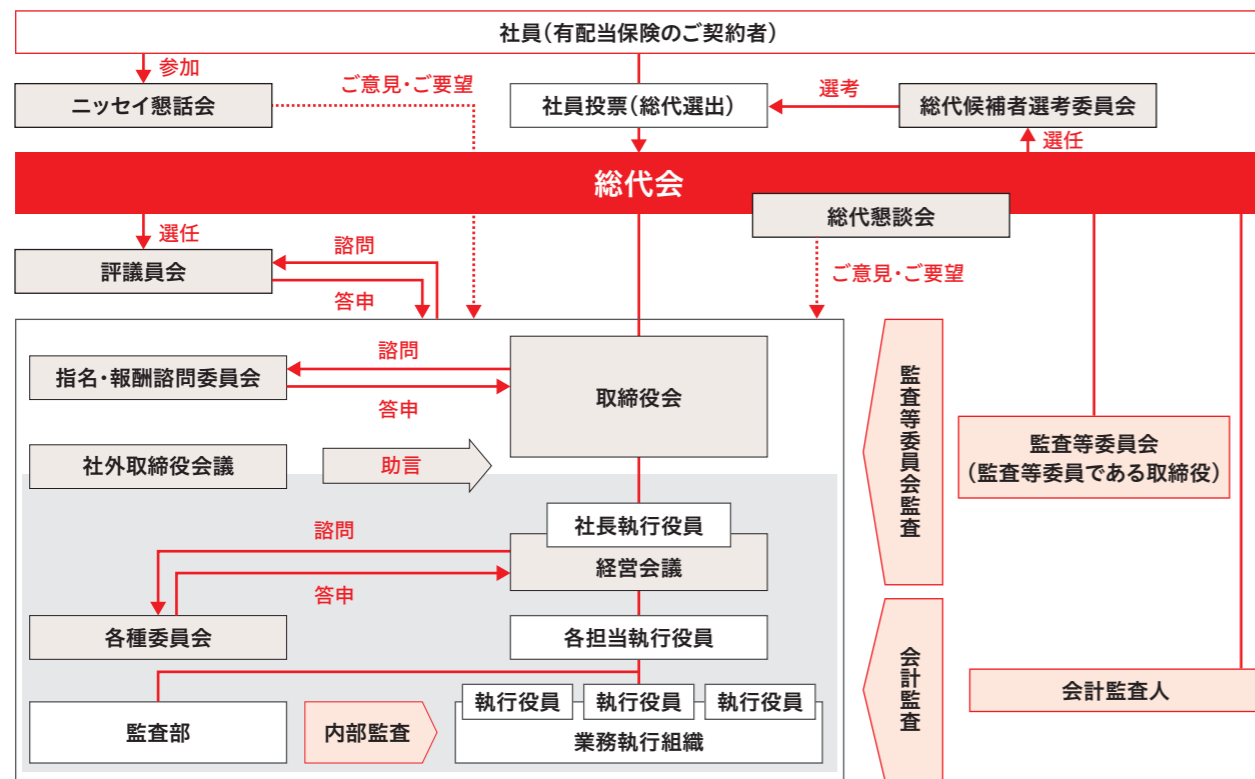 社員（有配当保険のご契約者）
参加
ご意見・ご要望
ニッセイ懇話会
社員投票（総代選出）
選考
総代候補者選考委員会
選任
総代会
総代懇談会
選任
諮問
評議員会
答申
ご意見・ご要望
諮問
指名・報酬諮問委員会
答申
取締役会
社外取締役会議
助言
監査等委員会監査
監査等委員会
（監査等委員である取締役）
社長執行役員
諮問
経営会議
答申
各種委員会
各担当執行役員
会計監査
会計監査人
執行役員
執行役員
執行役員
監査部
内部監査
業務執行組織